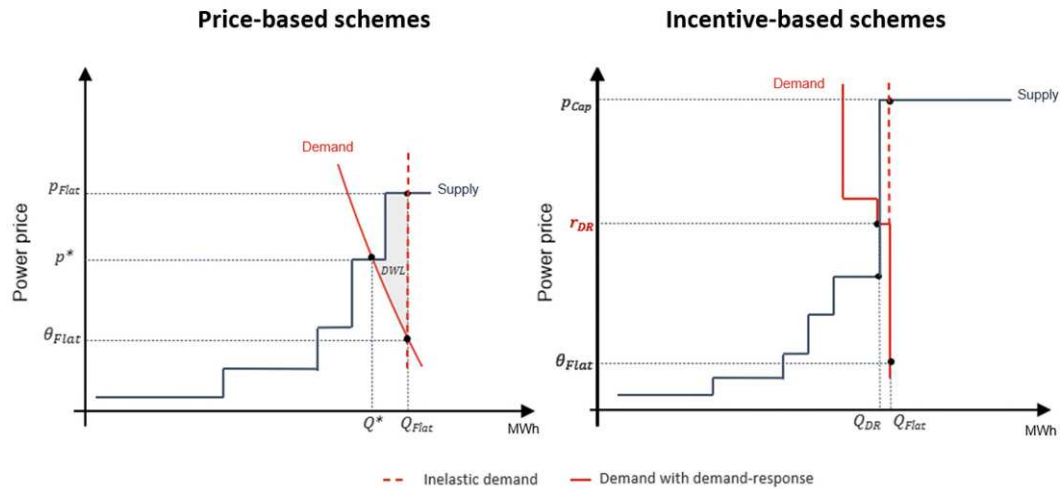 Price-based schemes
Incentive-based schemes
Power price
p_Flat
p*
θ_Flat
Demand
Supply
DWL
Q*
Q_Flat
MWh
Power price
p_Cap
r_DR
θ_Flat
Demand
Supply
Q_DR
Q_Flat
MWh
Inelastic demand
Demand with demand-response